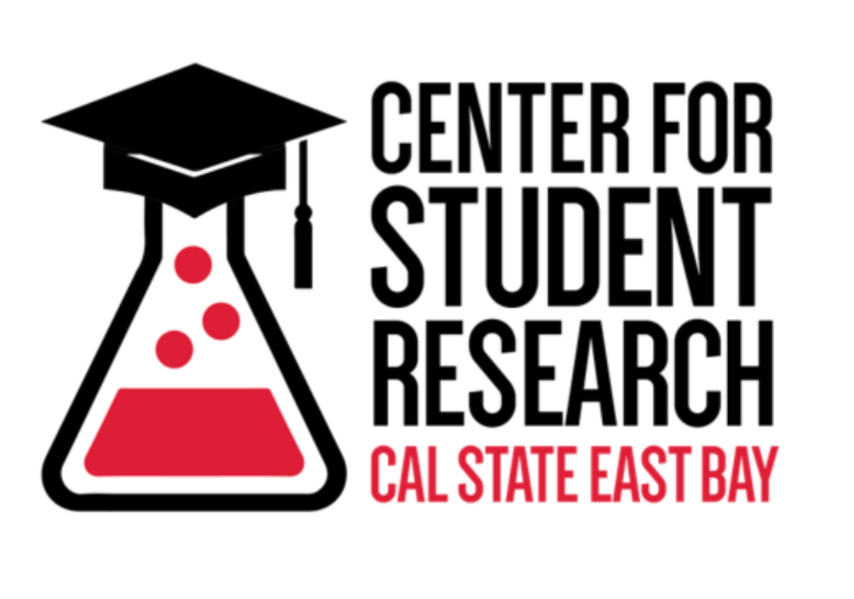 CENTER FOR
STUDENT
RESEARCH
CAL STATE EAST BAY